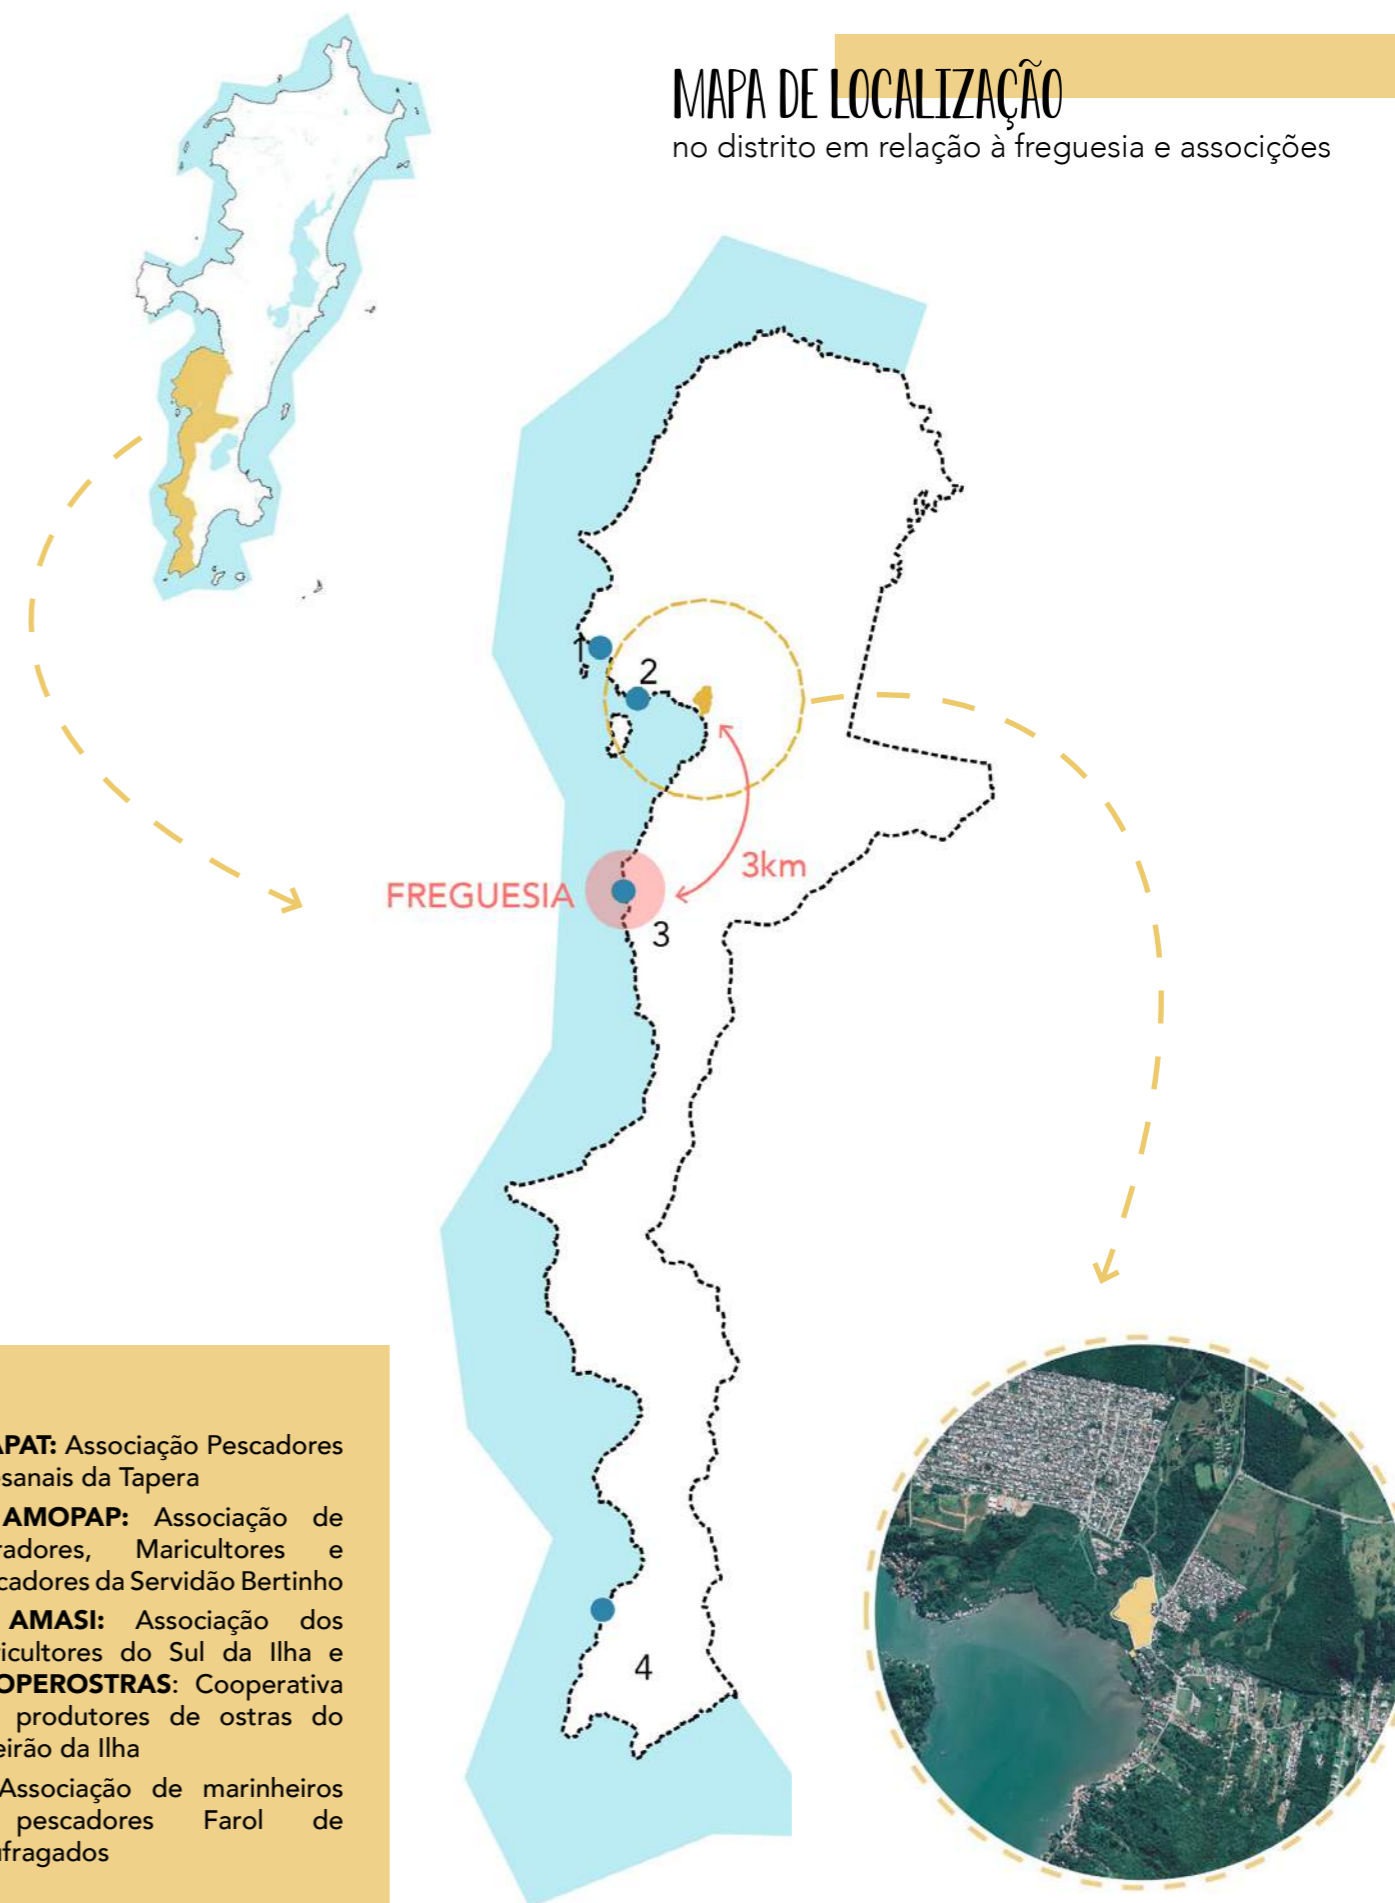 MAPA DE LOCALIZAÇÃO
no distrito em relação à freguesia e associções
1
2
3km
FREGUESIA
3
4
APAT: Associação Pescadores
esanais da Tapera
AMOPAP: Associação de
radores, Maricultores e
cadores da Servidão Bertinho
AMASI: Associação dos
icultores do Sul da Ilha e
OPEROSTRAS: Cooperativa
produtores de ostras do
eirão da Ilha
Associação de marinheiros
pescadores Farol de
ufragados